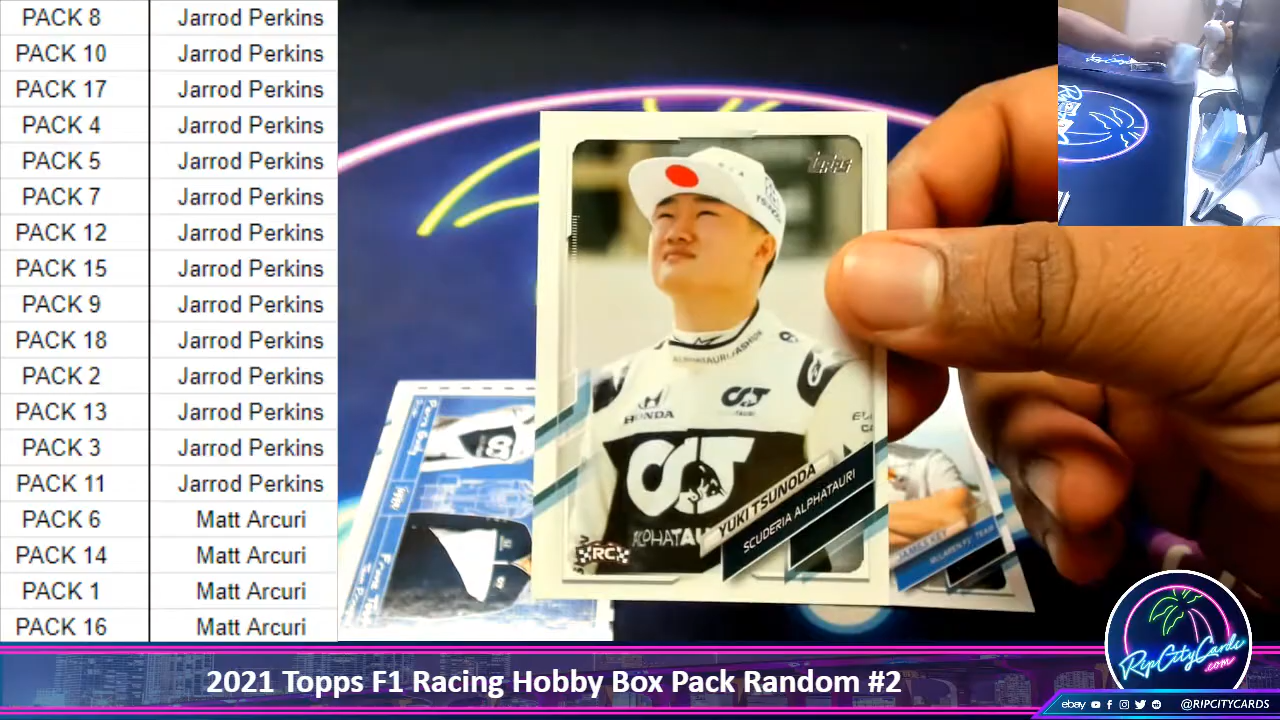 PACK 8 Jarrod Perkins
PACK 10 Jarrod Perkins
PACK 17 Jarrod Perkins
PACK 4 Jarrod Perkins
PACK 5 Jarrod Perkins
PACK 7 Jarrod Perkins
PACK 12 Jarrod Perkins
PACK 15 Jarrod Perkins
PACK 9 Jarrod Perkins
PACK 18 Jarrod Perkins
PACK 2 Jarrod Perkins
PACK 13 Jarrod Perkins
PACK 3 Jarrod Perkins
PACK 11 Jarrod Perkins
PACK 6 Matt Arcuri
PACK 14 Matt Arcuri
PACK 1 Matt Arcuri
PACK 16 Matt Arcuri
Topps
ALPHATAURI FASHION
HONDA
YUKI TSUNODA
SCUDERIA ALPHATAURI
RC
JAMES KEY
MCLAREN F1 TEAM
2021 Topps F1 Racing Hobby Box Pack Random #2
RipCityCards
.com
ebay @RIPCITYCARDS